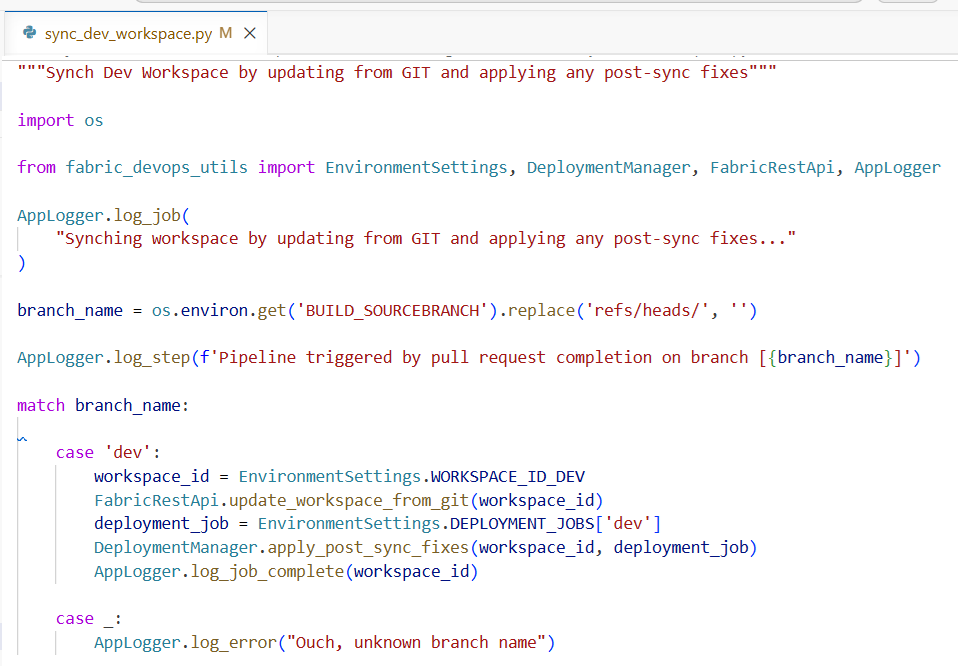 sync_dev_workspace.py M
"""Synch Dev Workspace by updating from GIT and applying any post-sync fixes"""
import os
from fabric_devops_utils import EnvironmentSettings, DeploymentManager, FabricRestApi, AppLogger
AppLogger.log_job(
    "Synching workspace by updating from GIT and applying any post-sync fixes..."
)
branch_name = os.environ.get('BUILD_SOURCEBRANCH').replace('refs/heads/', '')
AppLogger.log_step(f'Pipeline triggered by pull request completion on branch [{branch_name}]')
match branch_name:
    case 'dev':
        workspace_id = EnvironmentSettings.WORKSPACE_ID_DEV
        FabricRestApi.update_workspace_from_git(workspace_id)
        deployment_job = EnvironmentSettings.DEPLOYMENT_JOBS['dev']
        DeploymentManager.apply_post_sync_fixes(workspace_id, deployment_job)
        AppLogger.log_job_complete(workspace_id)
    case _:
        AppLogger.log_error("Ouch, unknown branch name")